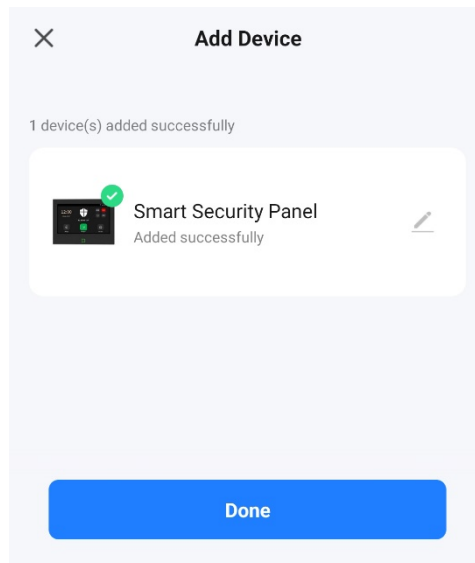 Add Device
1 device(s) added successfully
Smart Security Panel
Added successfully
Done